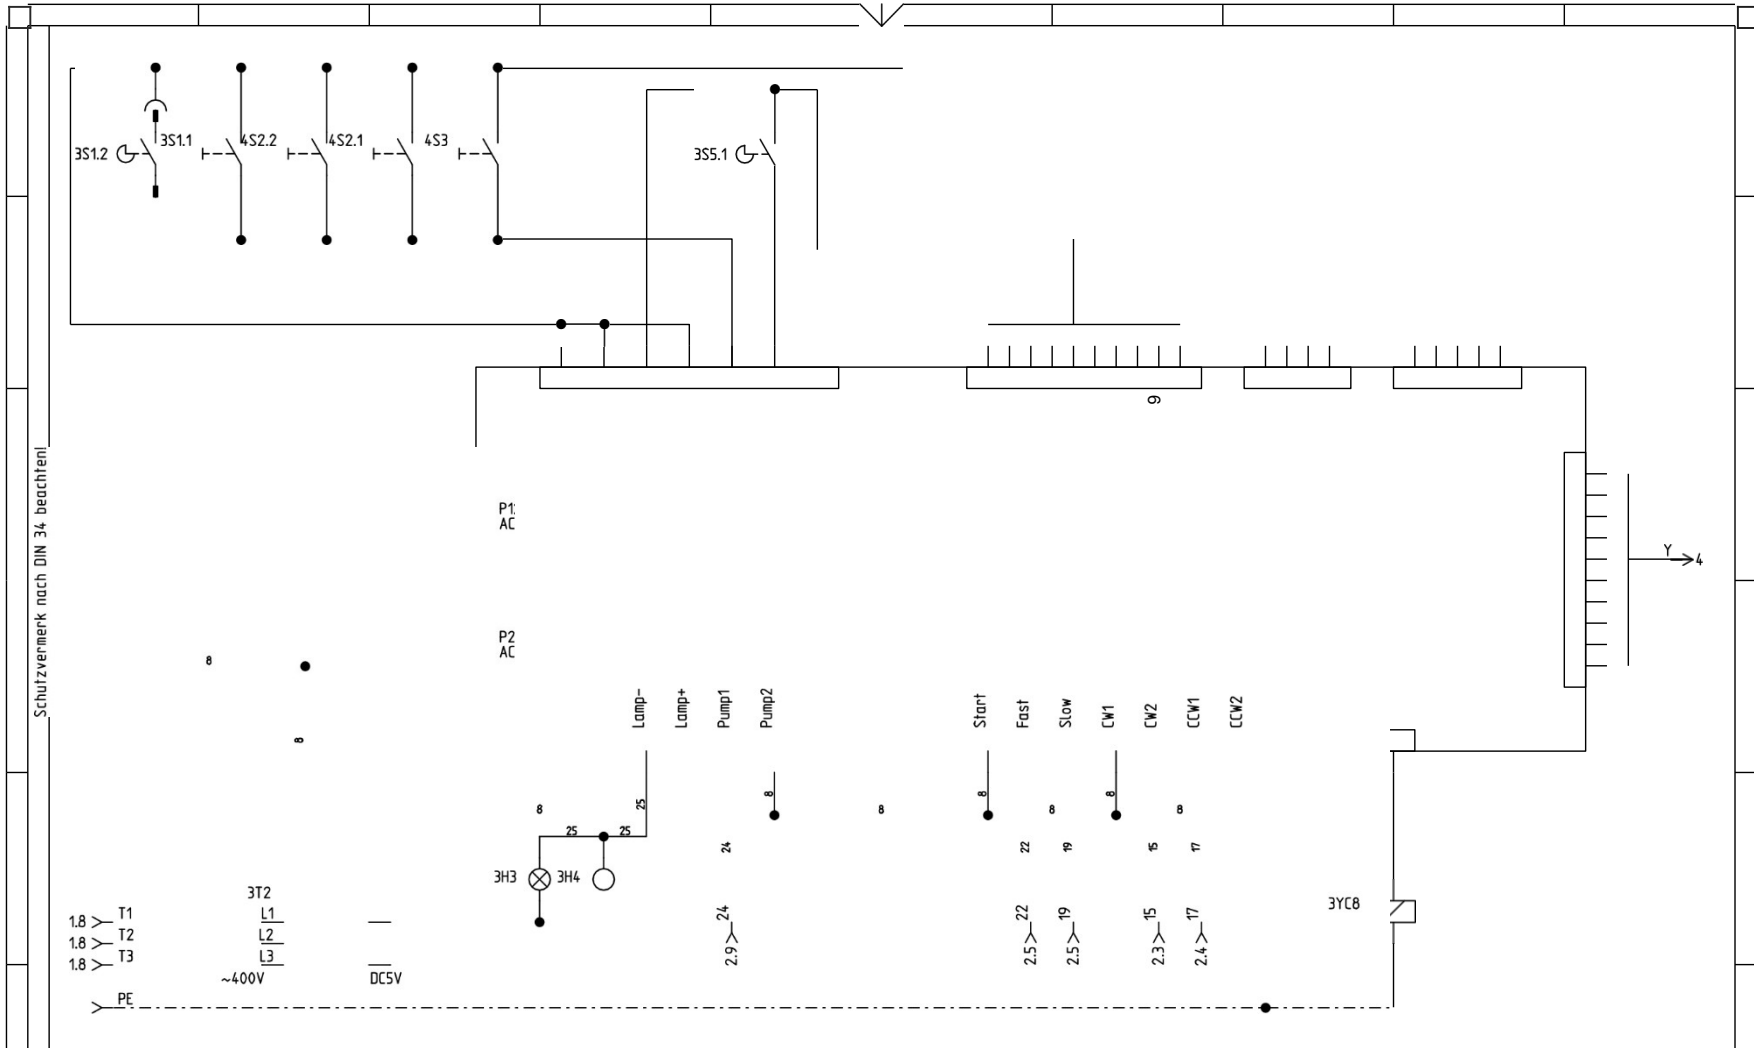 3S1.2
3S1.1
4S2.2
4S2.1
4S3
3S5.1
9
Schutzvermerk nach DIN 34 beachten!
P1
AC
Y
4
P2
AC
8
8
Lamp-
Lamp+
Pump1
Pump2
Start
Fast
Slow
CW1
CW2
CCW1
CCW2
8
25
8
8
8
8
8
8
25
25
24
22
19
15
17
3H3
3H4
3T2
3YC8
1.8
T1
L1
24
22
19
15
17
1.8
T2
L2
1.8
T3
L3
2.9
2.5
2.5
2.3
2.4
~400V
DC5V
PE